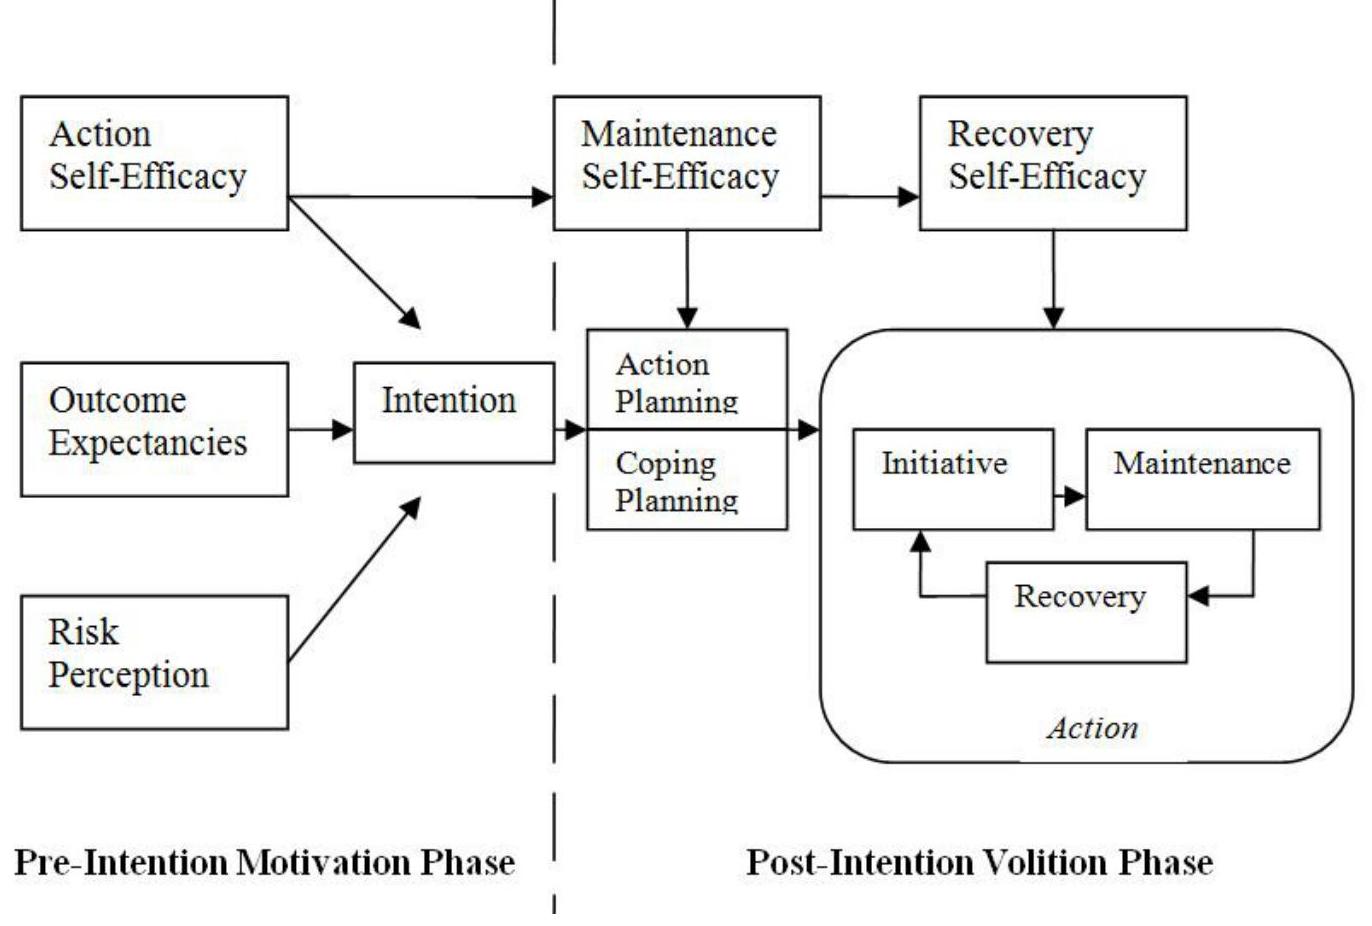 Action
Self-Efficacy
Maintenance
Self-Efficacy
Recovery
Self-Efficacy
Outcome
Expectancies
Intention
Action
Planning
Coping
Planning
Initiative
Maintenance
Recovery
Risk
Perception
Action
Pre-Intention Motivation Phase
Post-Intention Volition Phase